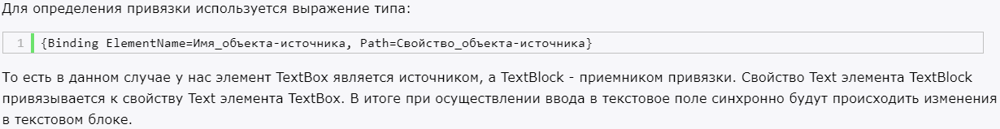 Для определения привязки используется выражение типа:
1 {Binding ElementName=Имя_объекта-источника, Path=Свойство_объекта-источника}
То есть в данном случае у нас элемент TextBox является источником, а TextBlock - приемником привязки. Свойство Text элемента TextBlock
привязывается к свойству Text элемента TextBox. В итоге при осуществлении ввода в текстовое поле синхронно будут происходить изменения
в текстовом блоке.